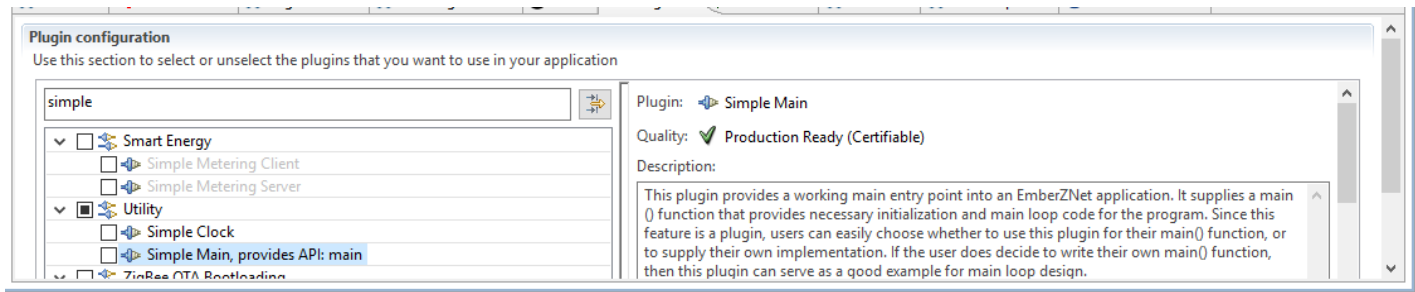 Plugin configuration
Use this section to select or unselect the plugins that you want to use in your application
simple
Smart Energy
Simple Metering Client
Simple Metering Server
Utility
Simple Clock
Simple Main, provides API: main
ZigBee OTA Bootloading
Plugin: Simple Main
Quality: Production Ready (Certifiable)
Description:
This plugin provides a working main entry point into an EmberZNet application. It supplies a main
() function that provides necessary initialization and main loop code for the program. Since this
feature is a plugin, users can easily choose whether to use this plugin for their main() function, or
to supply their own implementation. If the user does decide to write their own main() function,
then this plugin can serve as a good example for main loop design.